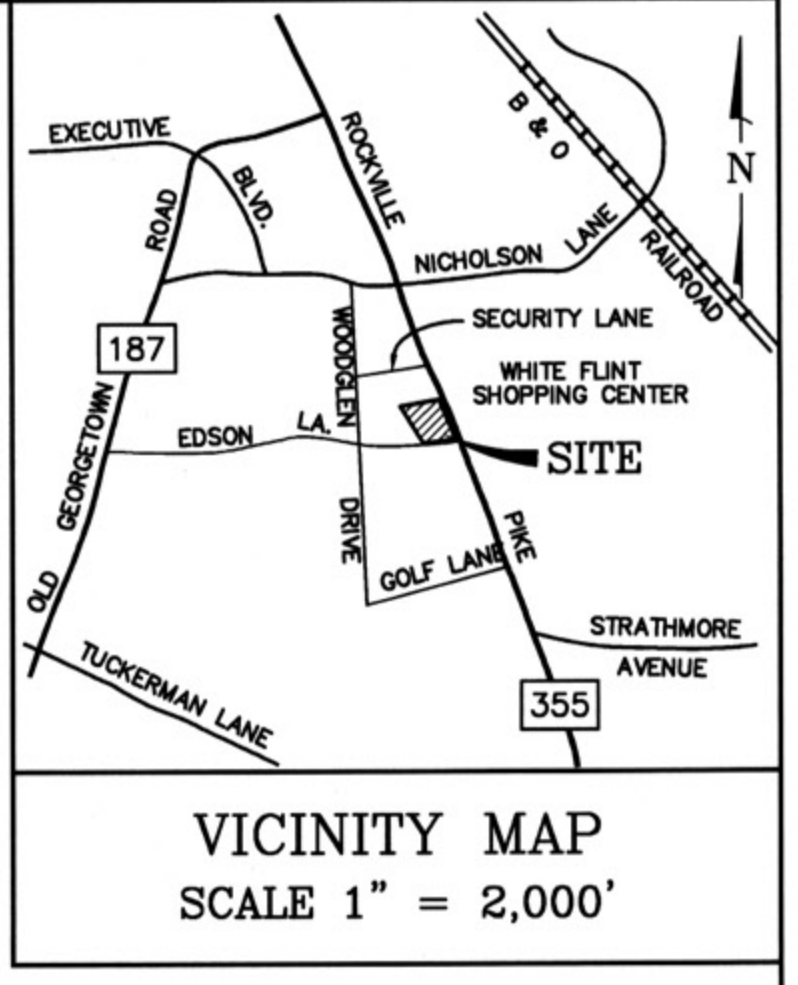 EXECUTIVE
BLVD.
ROCKVILLE
B & O
RAILROAD
N
ROAD
NICHOLSON
LANE
187
WOODGLEN
SECURITY LANE
WHITE FLINT
SHOPPING CENTER
EDSON
LA.
SITE
GEORGETOWN
OLD
DRIVE
GOLF LANE
PIKE
STRATHMORE
AVENUE
TUCKERMAN LANE
355
VICINITY MAP
SCALE 1" = 2,000'